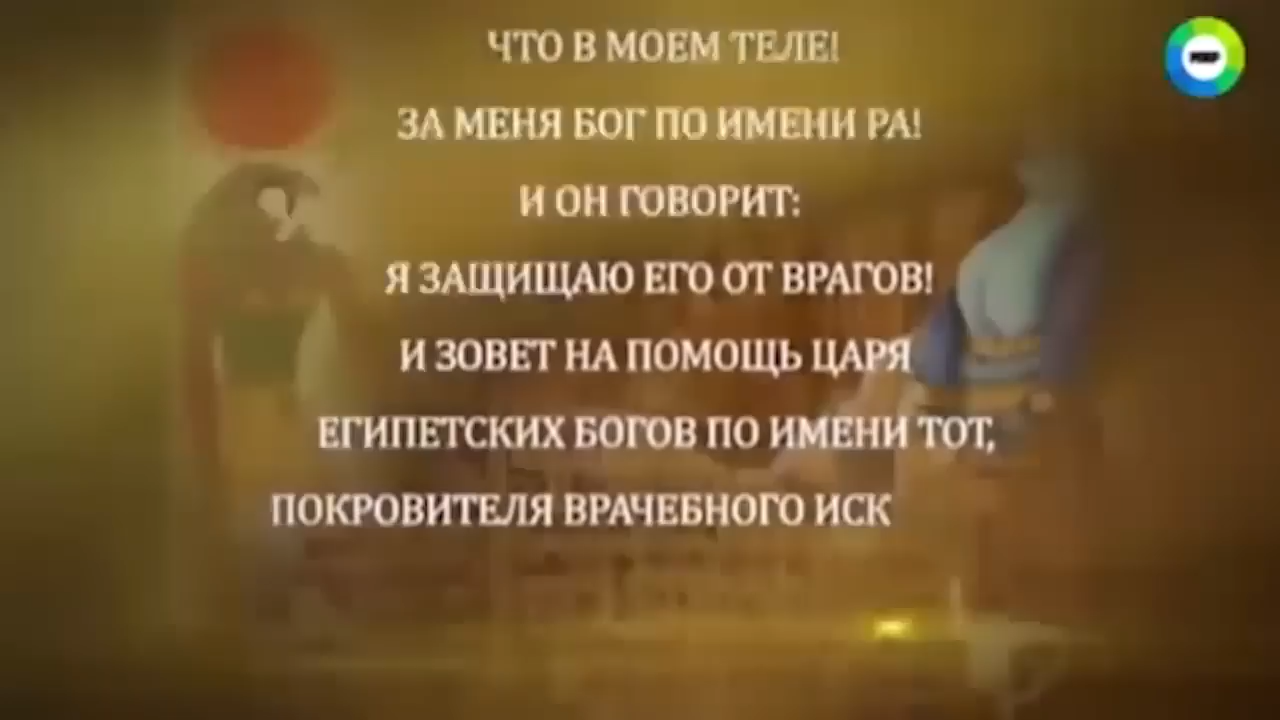 ЧТО В МОЕМ ТЕЛЕ!
ЗА МЕНЯ БОГ ПО ИМЕНИ РА!
И ОН ГОВОРИТ:
Я ЗАЩИЩАЮ ЕГО ОТ ВРАГОВ!
И ЗОВЕТ НА ПОМОЩЬ ЦАРЯ
ЕГИПЕТСКИХ БОГОВ ПО ИМЕНИ ТОТ,
ПОКРОВИТЕЛЯ ВРАЧЕБНОГО ИСК
МИР